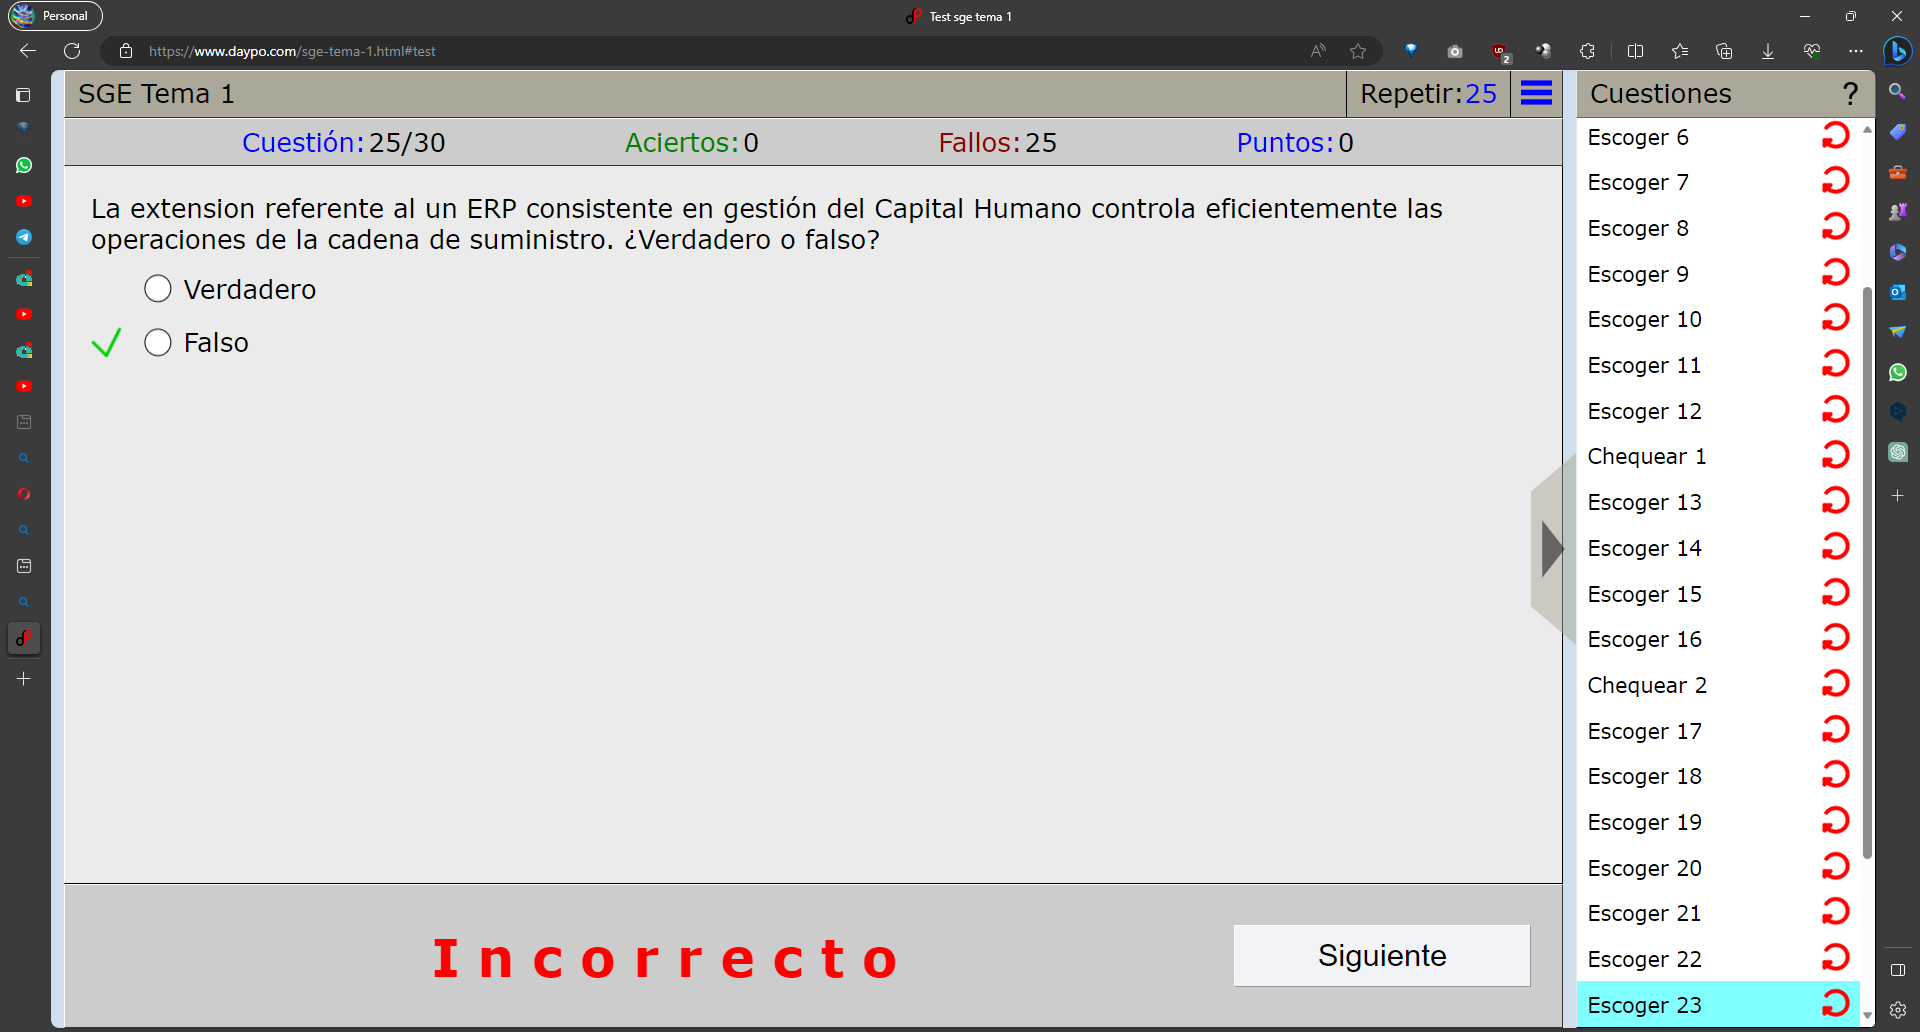 Personal
Test sge tema 1
https://www.daypo.com/sge-tema-1.html#test
2
SGE Tema 1
Repetir:25
Cuestiones
?
Cuestión:25/30
Aciertos:0
Fallos:25
Puntos:0
La extension referente al un ERP consistente en gestión del Capital Humano controla eficientemente las
operaciones de la cadena de suministro. ¿Verdadero o falso?
Verdadero
Falso
Incorrecto
Siguiente
Escoger 6
Escoger 7
Escoger 8
Escoger 9
Escoger 10
Escoger 11
Escoger 12
Chequear 1
Escoger 13
Escoger 14
Escoger 15
Escoger 16
Chequear 2
Escoger 17
Escoger 18
Escoger 19
Escoger 20
Escoger 21
Escoger 22
Escoger 23